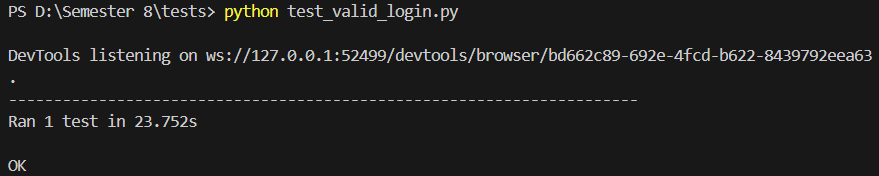 PS D:\Semester 8\tests> python test_valid_login.py
DevTools listening on ws://127.0.0.1:52499/devtools/browser/bd662c89-692e-4fcd-b622-8439792eea63
.
----------------------------------------------------------------------
Ran 1 test in 23.752s
OK